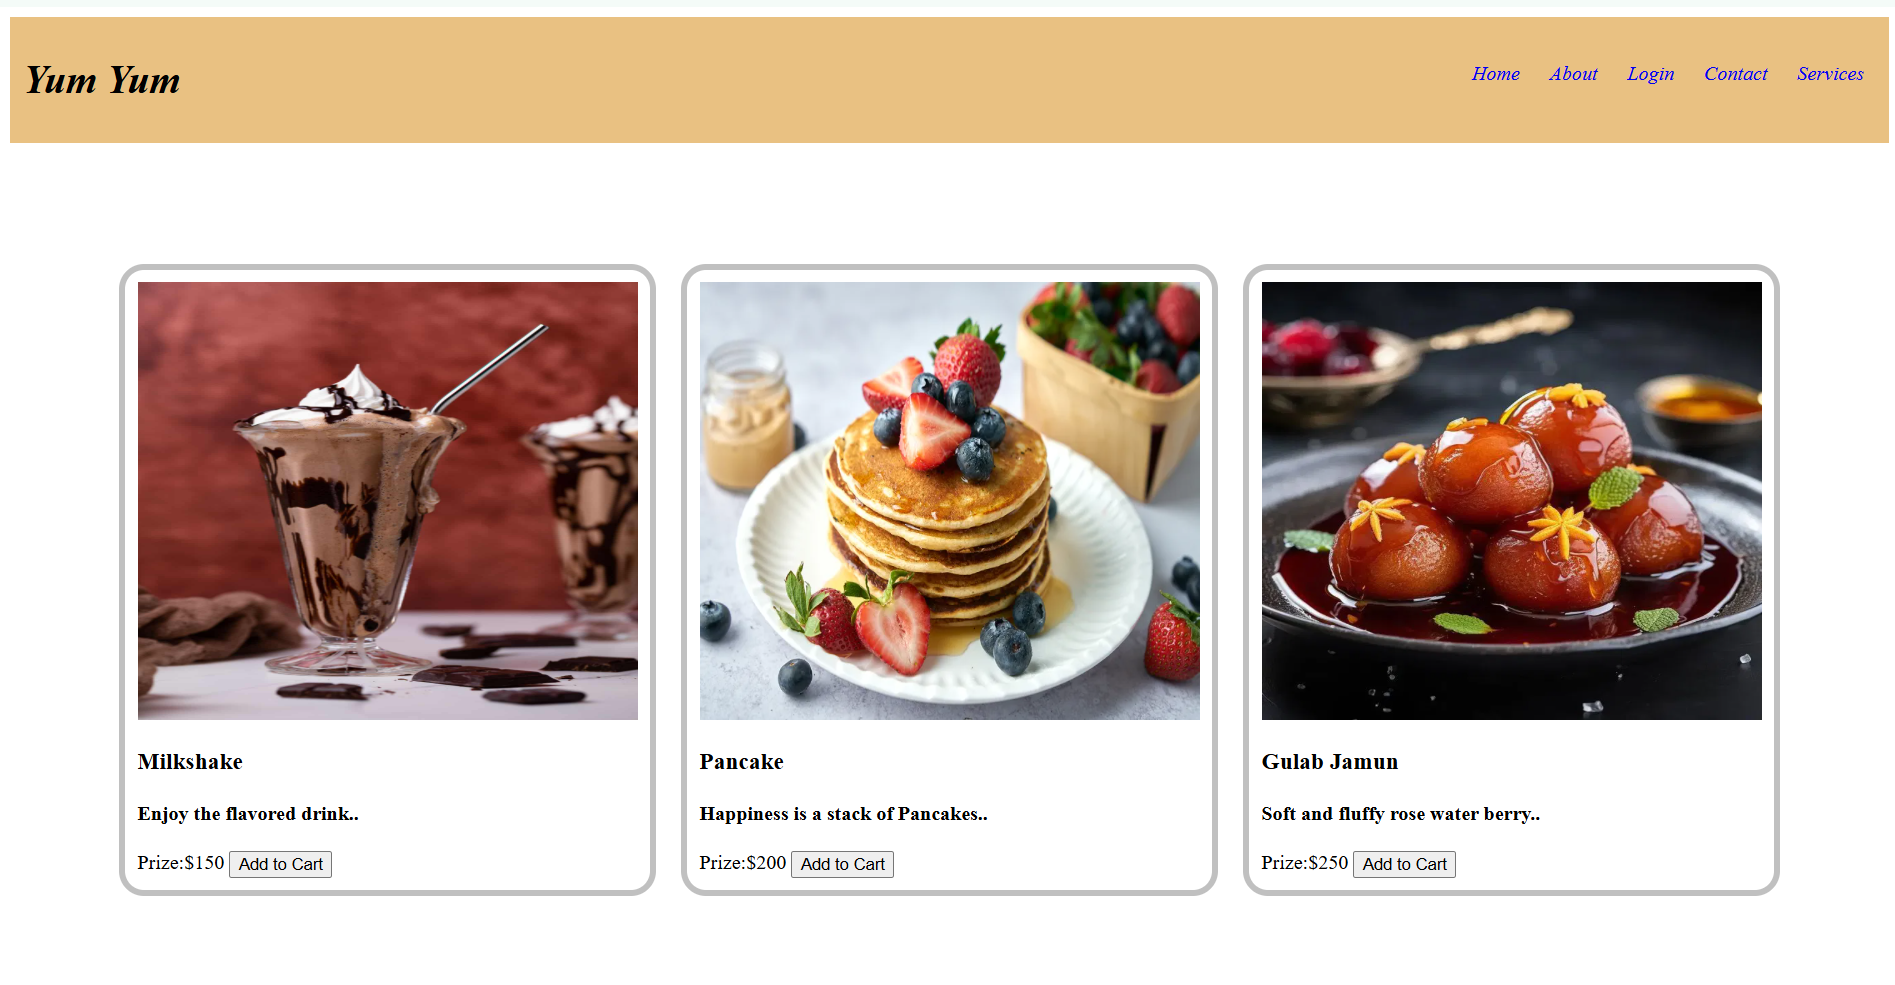 Yum Yum
Home About Login Contact Services
Milkshake
Enjoy the flavored drink..
Prize:$150 Add to Cart
Pancake
Happiness is a stack of Pancakes..
Prize:$200 Add to Cart
Gulab Jamun
Soft and fluffy rose water berry..
Prize:$250 Add to Cart